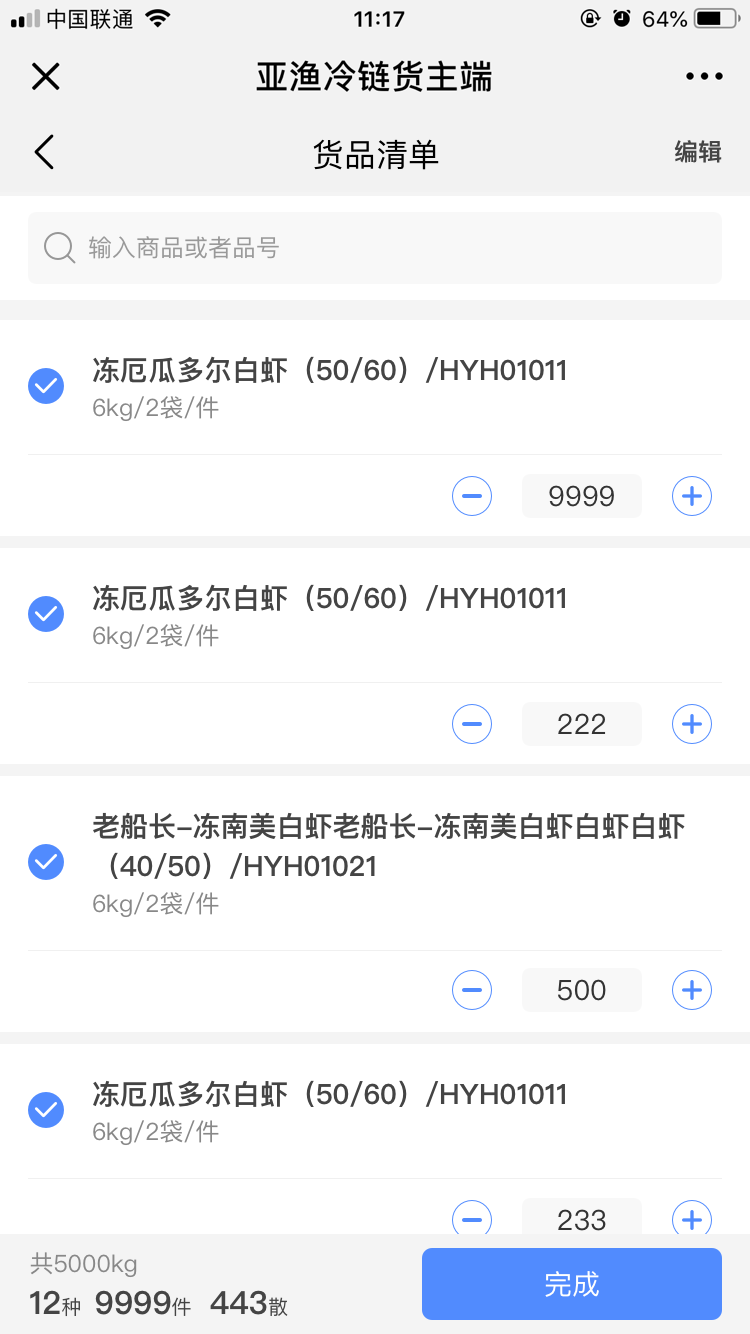 中国联通 11:17 64%
亚渔冷链货主端
货品清单 编辑
输入商品或者品号
冻厄瓜多尔白虾（50/60）/HYH01011
6kg/2袋/件
9999
冻厄瓜多尔白虾（50/60）/HYH01011
6kg/2袋/件
222
老船长–冻南美白虾老船长–冻南美白虾白虾白虾
（40/50）/HYH01021
6kg/2袋/件
500
冻厄瓜多尔白虾（50/60）/HYH01011
6kg/2袋/件
233
共5000kg
12种 9999件 443散
完成